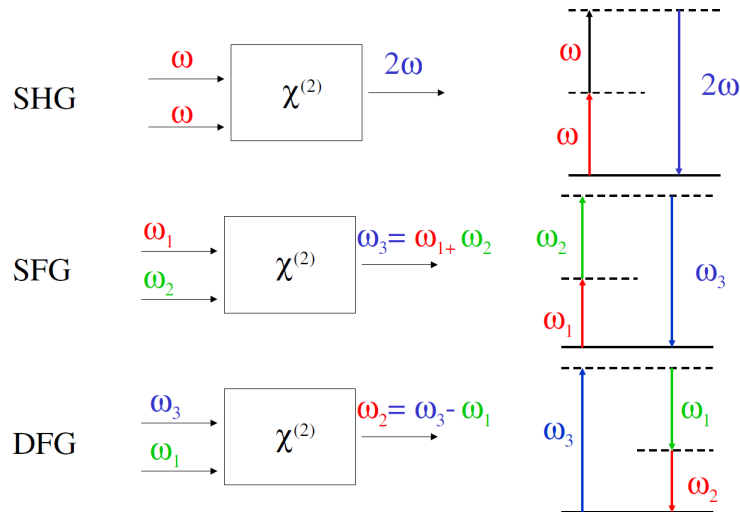 SHG
ω
ω
χ(2)
2ω
ω
ω
2ω
SFG
ω1
ω2
χ(2)
ω3= ω1+ ω2
ω2
ω1
ω3
DFG
ω3
ω1
χ(2)
ω2= ω3- ω1
ω3
ω1
ω2